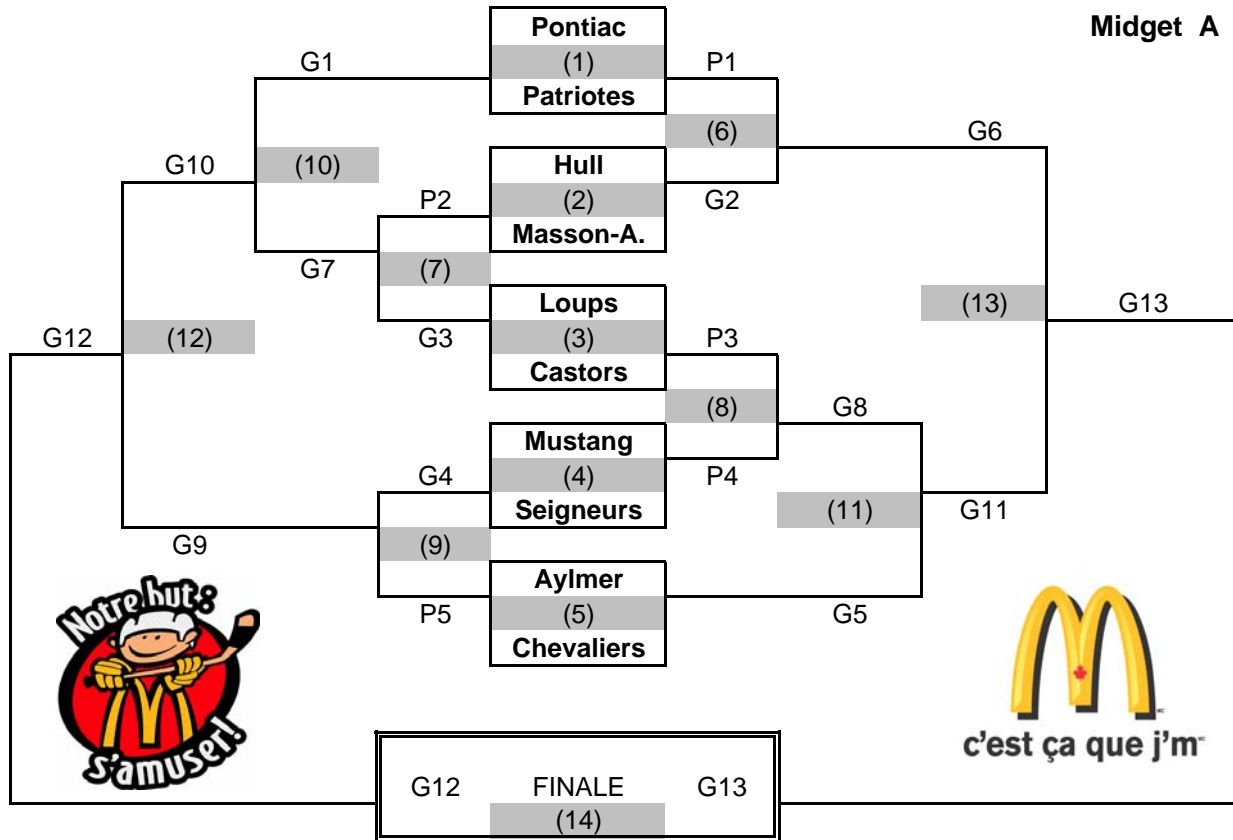 Pontiac
Midget A
G1
(1)
P1
Patriotes
(6)
G6
G10
(10)
Hull
P2
(2)
G2
Masson-A.
G7
(7)
Loups
(13)
G13
G12
(12)
G3
(3)
P3
Castors
(8)
G8
Mustang
G4
(4)
P4
Seigneurs
(11)
G11
G9
(9)
Aylmer
P5
(5)
G5
Chevaliers
Notre but:
s'amuser!
c'est ça que j'm
G12 FINALE G13
(14)